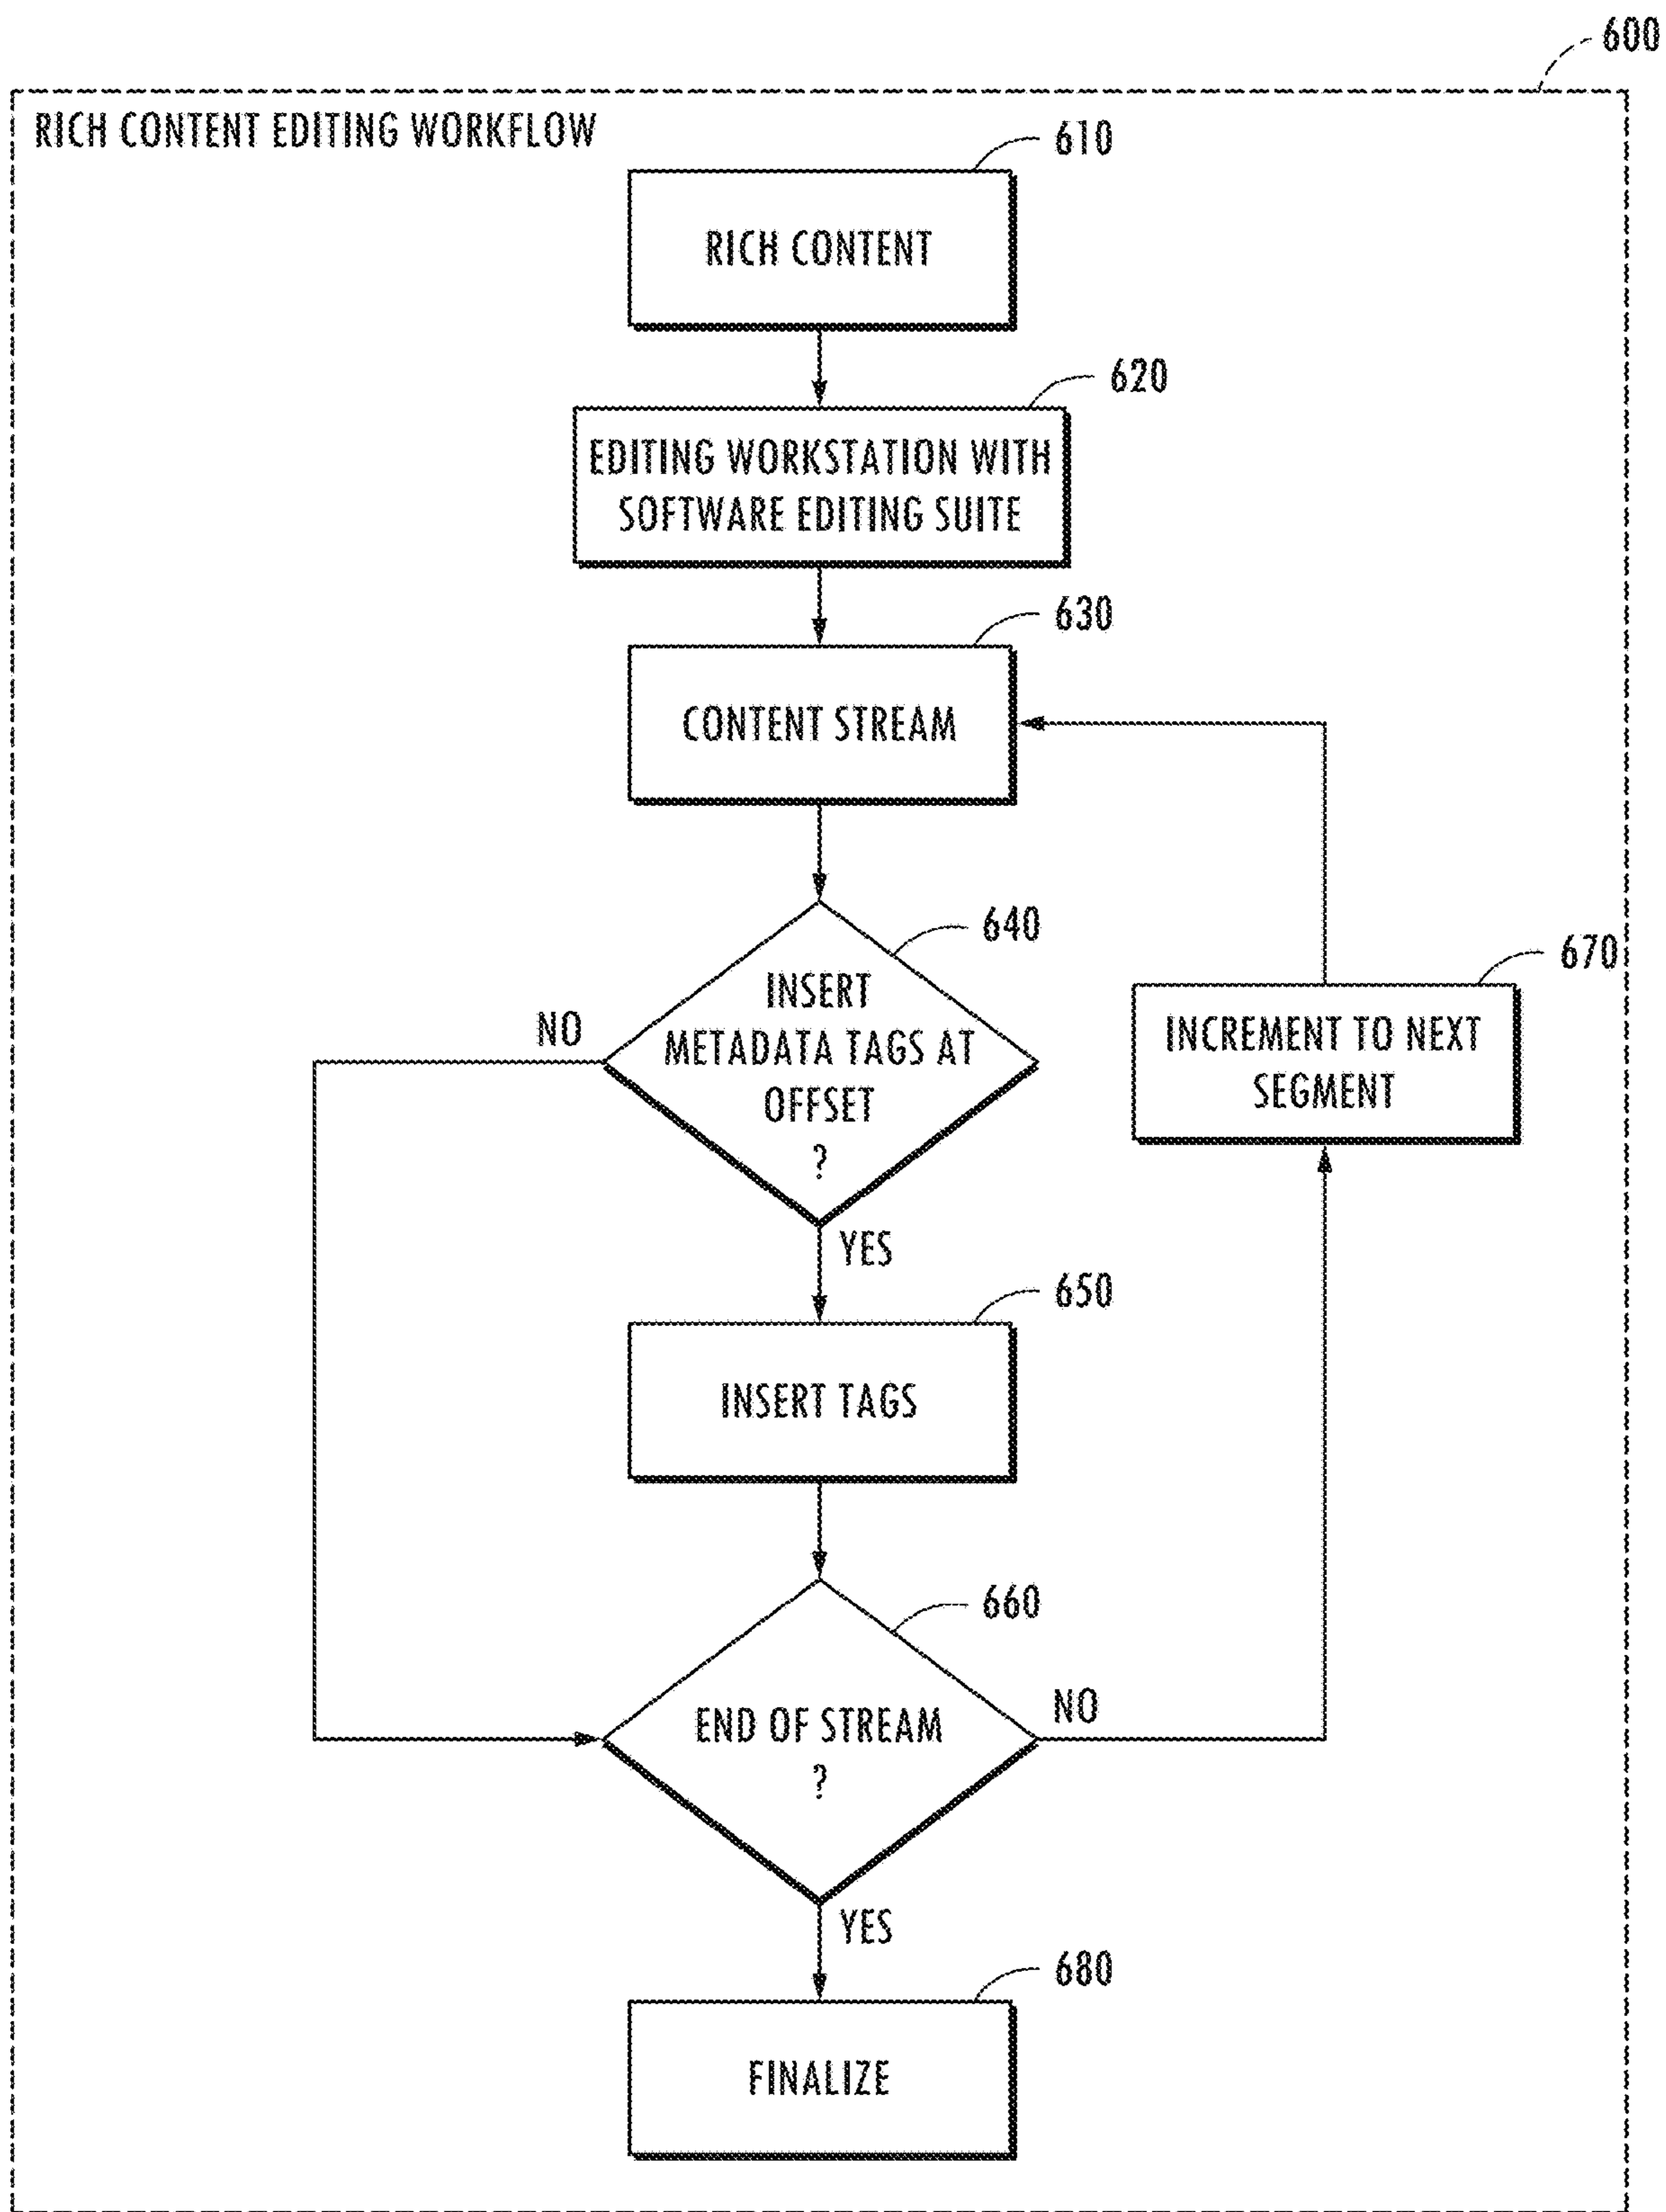 600
RICH CONTENT EDITING WORKFLOW
610
RICH CONTENT
620
EDITING WORKSTATION WITH
SOFTWARE EDITING SUITE
630
CONTENT STREAM
640
INSERT
METADATA TAGS AT
OFFSET
?
NO
YES
670
INCREMENT TO NEXT
SEGMENT
650
INSERT TAGS
660
END OF STREAM
?
NO
YES
680
FINALIZE